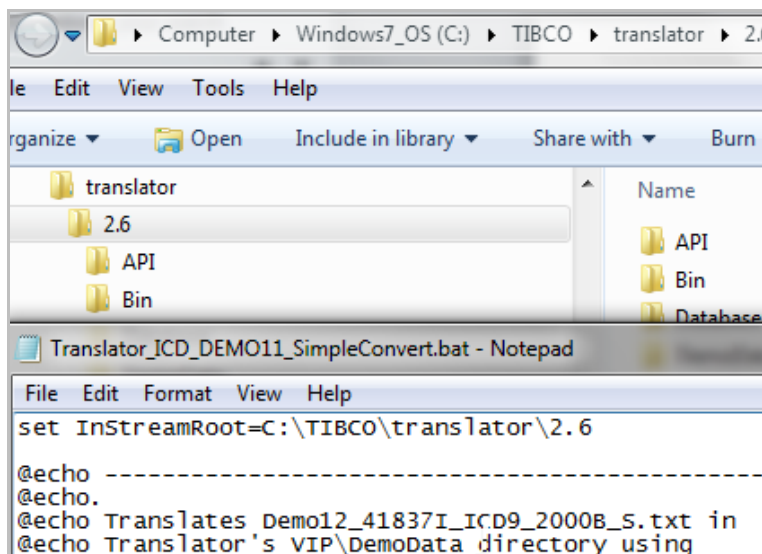 Computer Windows7_OS (C:) TIBCO translator 2.
le Edit View Tools Help
rganize Open Include in library Share with Burn
translator
2.6
API
Bin
Name
API
Bin
Database
Translator_ICD_DEMO11_SimpleConvert.bat - Notepad
File Edit Format View Help
set InStreamRoot=C:\TIBCO\translator\2.6
@echo ----------------------------------------------
@echo.
@echo Translates Demo12_41837I_ICD9_2000B_S.txt in
@echo Translator's VIP\DemoData directory using